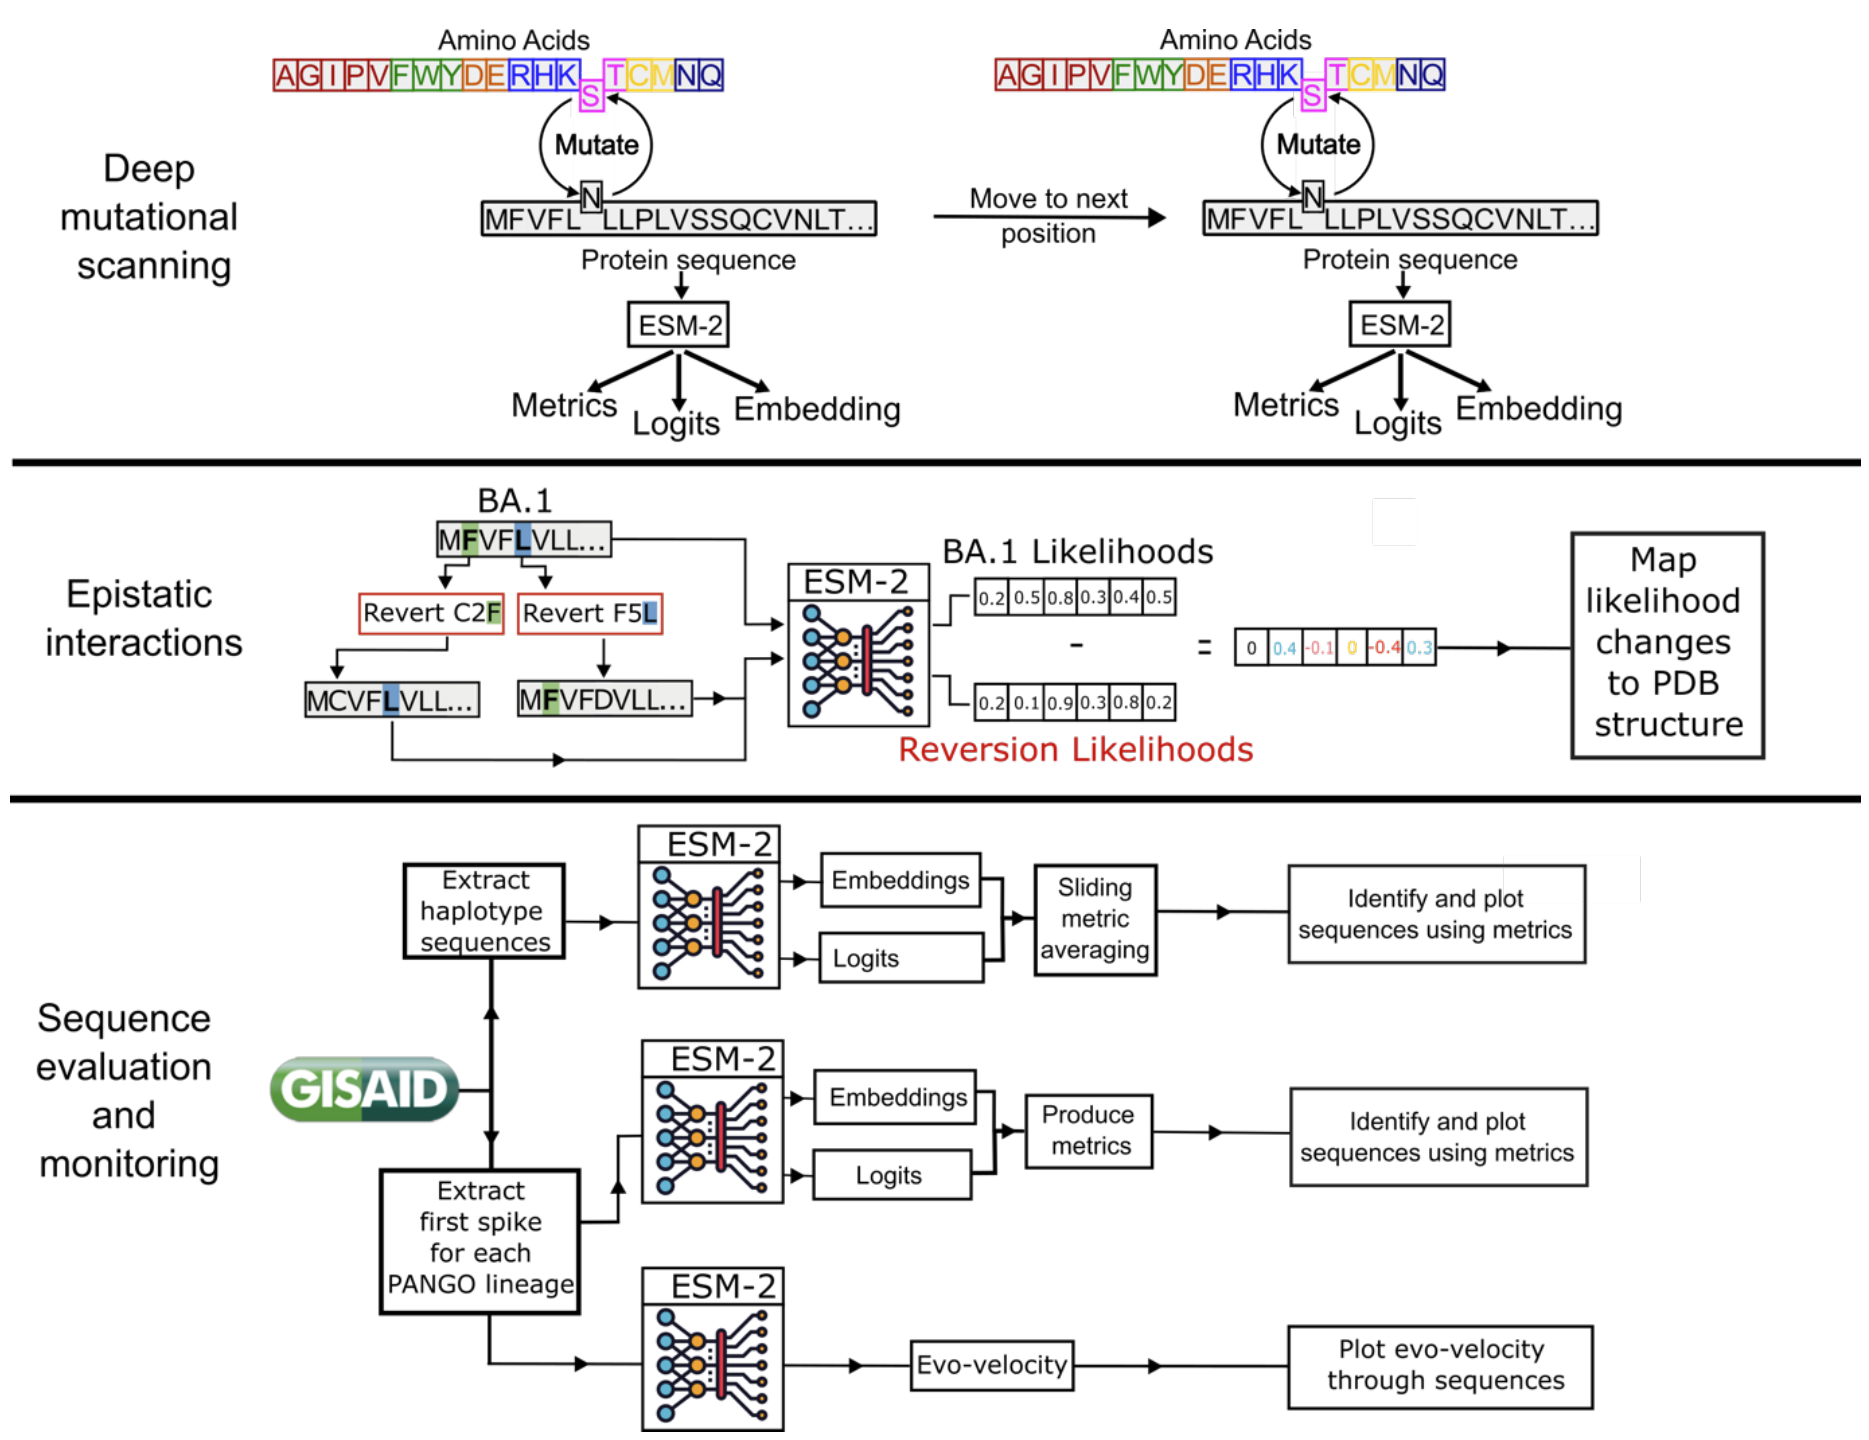 Amino Acids
AGIPVFWYDERHKSTCMNQ
Mutate
N
MFVFL LLPLVSSQCVNLT...
Protein sequence
ESM-2
Metrics
Logits
Embedding
Deep
mutational
scanning
Move to next
position
Amino Acids
AGIPVFWYDERHKSTCMNQ
Mutate
N
MFVFL LLPLVSSQCVNLT...
Protein sequence
ESM-2
Metrics
Logits
Embedding
Epistatic
interactions
BA.1
MFVFLVLL...
Revert C2F
Revert F5L
MCVFLVLL...
MFVFDVLL...
ESM-2
BA.1 Likelihoods
0.2 0.5 0.8 0.3 0.4 0.5
-
0.2 0.1 0.9 0.3 0.8 0.2
Reversion Likelihoods
=
0 0.4 -0.1 0 -0.4 0.3
Map
likelihood
changes
to PDB
structure
Sequence
evaluation
and
monitoring
GISAID
Extract
haplotype
sequences
ESM-2
Embeddings
Logits
Sliding
metric
averaging
Identify and plot
sequences using metrics
Extract
first spike
for each
PANGO lineage
ESM-2
Embeddings
Logits
Produce
metrics
Identify and plot
sequences using metrics
ESM-2
Evo-velocity
Plot evo-velocity
through sequences